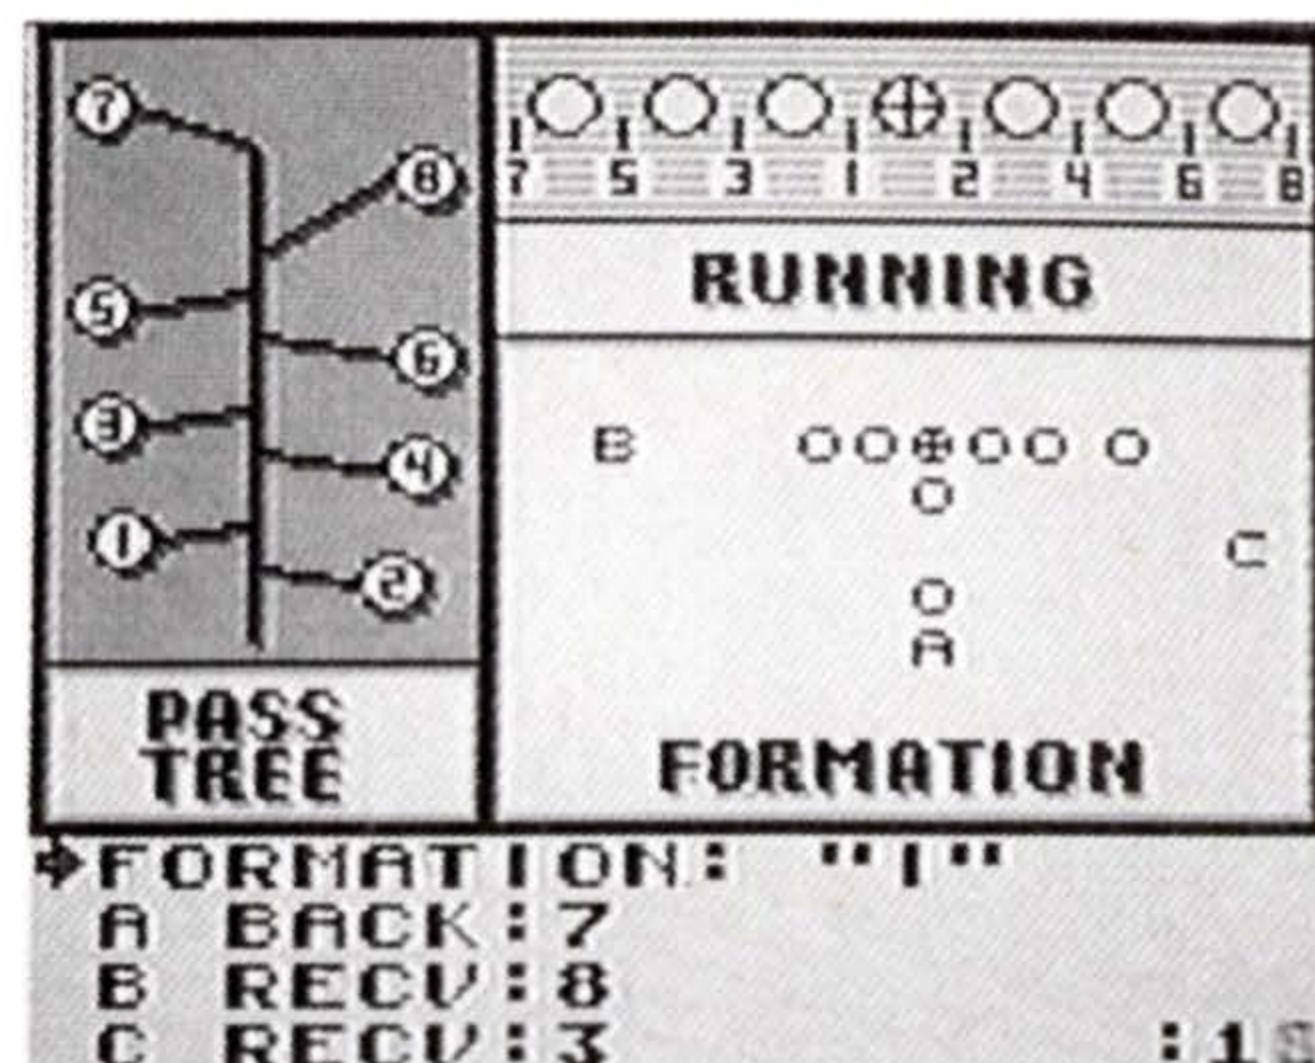 7
8
5
6
3
4
1
2
PASS
TREE
7 5 3 1 2 4 6 8
RUNNING
B
C
A
FORMATION
FORMATION: "I"
A BACK:7
B RECV:8
C RECV:3
:1